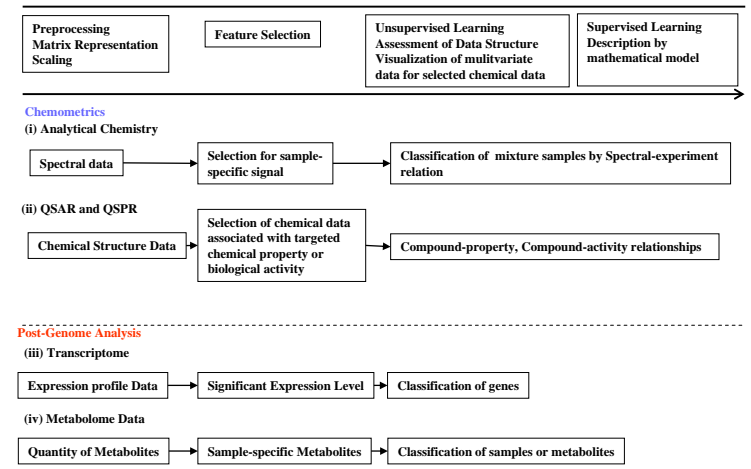 Preprocessing
Matrix Representation
Scaling
Feature Selection
Unsupervised Learning
Assessment of Data Structure
Visualization of mulitvariate
data for selected chemical data
Supervised Learning
Description by
mathematical model
Chemometrics
(i) Analytical Chemistry
Spectral data
Selection for sample-
specific signal
Classification of mixture samples by Spectral-experiment
relation
(ii) QSAR and QSPR
Chemical Structure Data
Selection of chemical data
associated with targeted
chemical property or
biological activity
Compound-property, Compound-activity relationships
Post-Genome Analysis
(iii) Transcriptome
Expression profile Data
Significant Expression Level
Classification of genes
(iv) Metabolome Data
Quantity of Metabolites
Sample-specific Metabolites
Classification of samples or metabolites